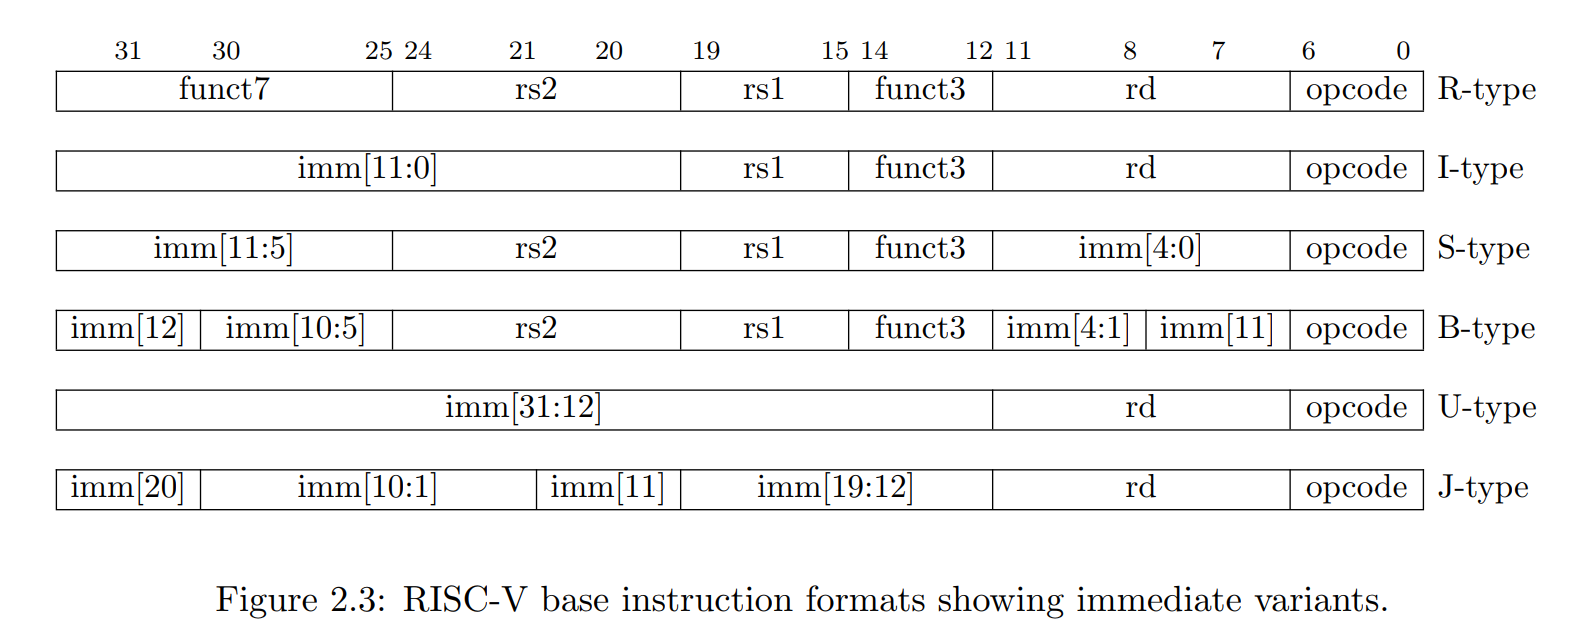 31 30 25 24 21 20 19 15 14 12 11 8 7 6 0
funct7 rs2 rs1 funct3 rd opcode R-type
imm[11:0] rs1 funct3 rd opcode I-type
imm[11:5] rs2 rs1 funct3 imm[4:0] opcode S-type
imm[12] imm[10:5] rs2 rs1 funct3 imm[4:1] imm[11] opcode B-type
imm[31:12] rd opcode U-type
imm[20] imm[10:1] imm[11] imm[19:12] rd opcode J-type
Figure 2.3: RISC-V base instruction formats showing immediate variants.